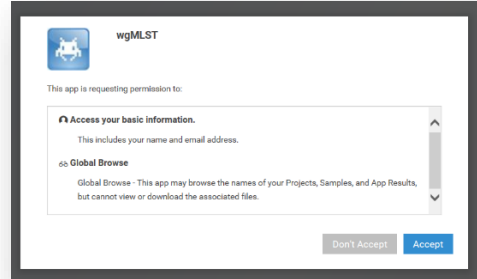 wgMLST
This app is requesting permission to:
Access your basic information.
This includes your name and email address.
Global Browse
Global Browse - This app may browse the names of your Projects, Samples, and App Results,
but cannot view or download the associated files.
Don't Accept Accept